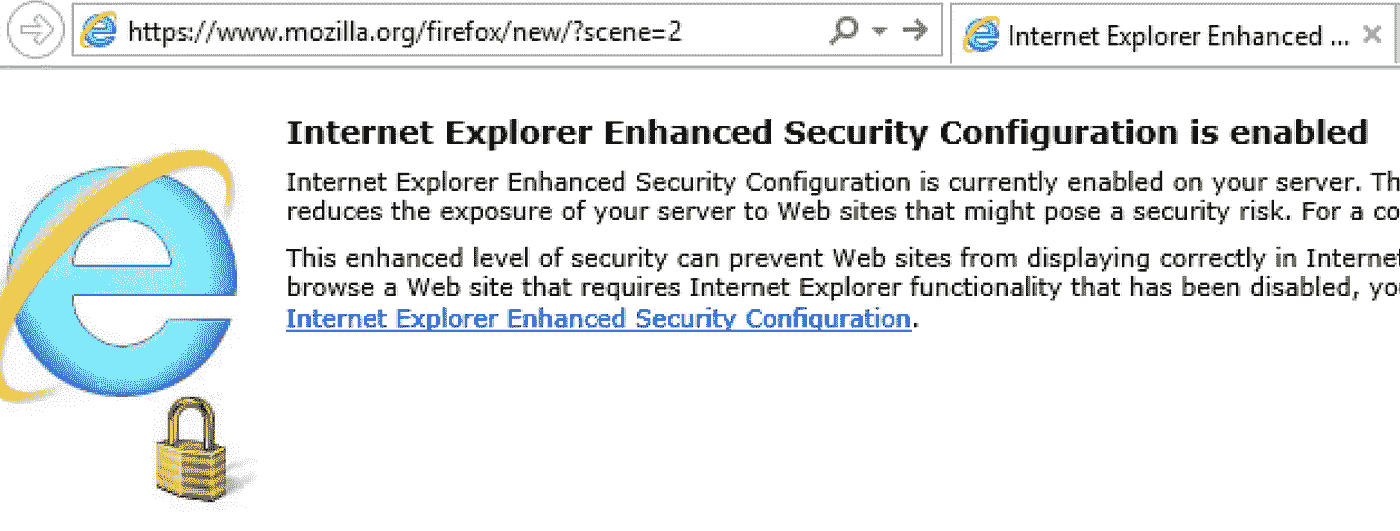 https://www.mozilla.org/firefox/new/?scene=2
Internet Explorer Enhanced ...
Internet Explorer Enhanced Security Configuration is enabled
Internet Explorer Enhanced Security Configuration is currently enabled on your server. Th
reduces the exposure of your server to Web sites that might pose a security risk. For a co
This enhanced level of security can prevent Web sites from displaying correctly in Internet
browse a Web site that requires Internet Explorer functionality that has been disabled, yo
Internet Explorer Enhanced Security Configuration.